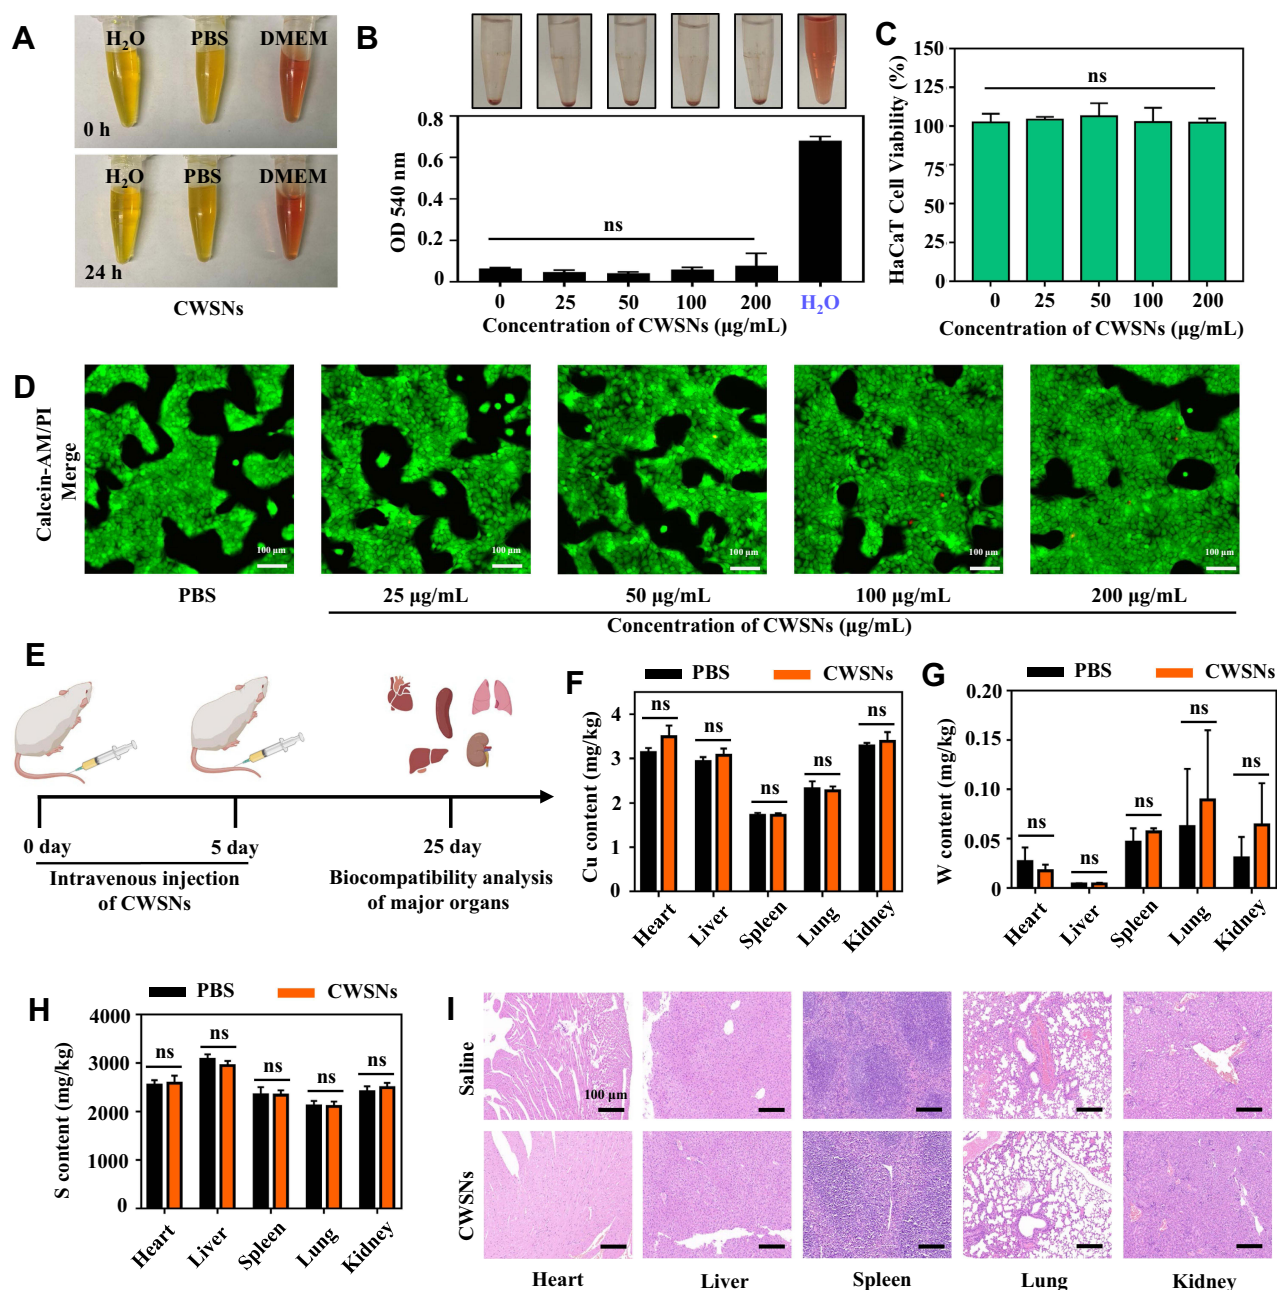 A
H₂O PBS DMEM
0 h
H₂O PBS DMEM
24 h
CWSNs
B
OD 540 nm
0.8
0.6
0.4
0.2
0
ns
0 25 50 100 200 H₂O
Concentration of CWSNs (μg/mL)
C
HaCaT Cell Viability (%)
150
125
100
75
50
25
0
ns
0 25 50 100 200
Concentration of CWSNs (μg/mL)
D
Calcein-AM/PI
Merge
100 μm 100 μm 100 μm 100 μm 100 μm
PBS 25 μg/mL 50 μg/mL 100 μg/mL 200 μg/mL
Concentration of CWSNs (μg/mL)
E
0 day 5 day 25 day
Intravenous injection
of CWSNs
Biocompatibility analysis
of major organs
F
PBS CWSNs
Cu content (mg/kg)
4
3
2
1
0
ns ns ns ns ns
Heart Liver Spleen Lung Kidney
G
PBS CWSNs
W content (mg/kg)
0.20
0.15
0.10
0.05
0
ns ns ns ns ns
Heart Liver Spleen Lung Kidney
H
PBS CWSNs
S content (mg/kg)
4000
3000
2000
1000
0
ns ns ns ns ns
Heart Liver Spleen Lung Kidney
I
Saline
100 μm
CWSNs
Heart Liver Spleen Lung Kidney